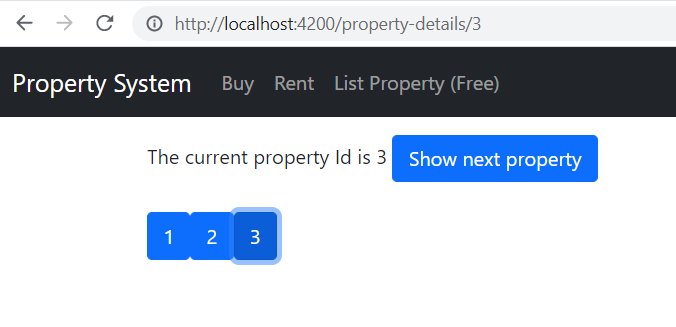 http://localhost:4200/property-details/3
Property System Buy Rent List Property (Free)
The current property Id is 3 Show next property
1 2 3